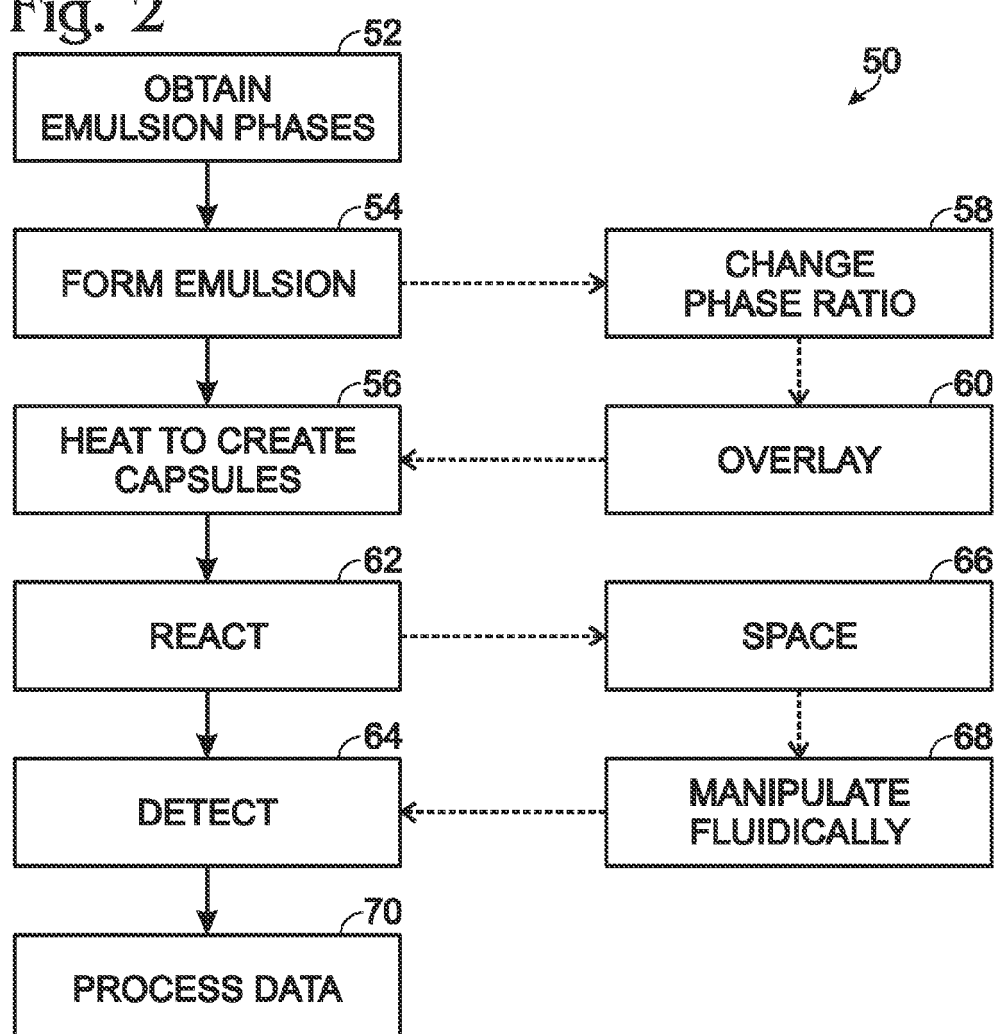 Fig. 2
52
OBTAIN
EMULSION PHASES
50
54
FORM EMULSION
58
CHANGE
PHASE RATIO
56
HEAT TO CREATE
CAPSULES
60
OVERLAY
62
REACT
66
SPACE
64
DETECT
68
MANIPULATE
FLUIDICALLY
70
PROCESS DATA